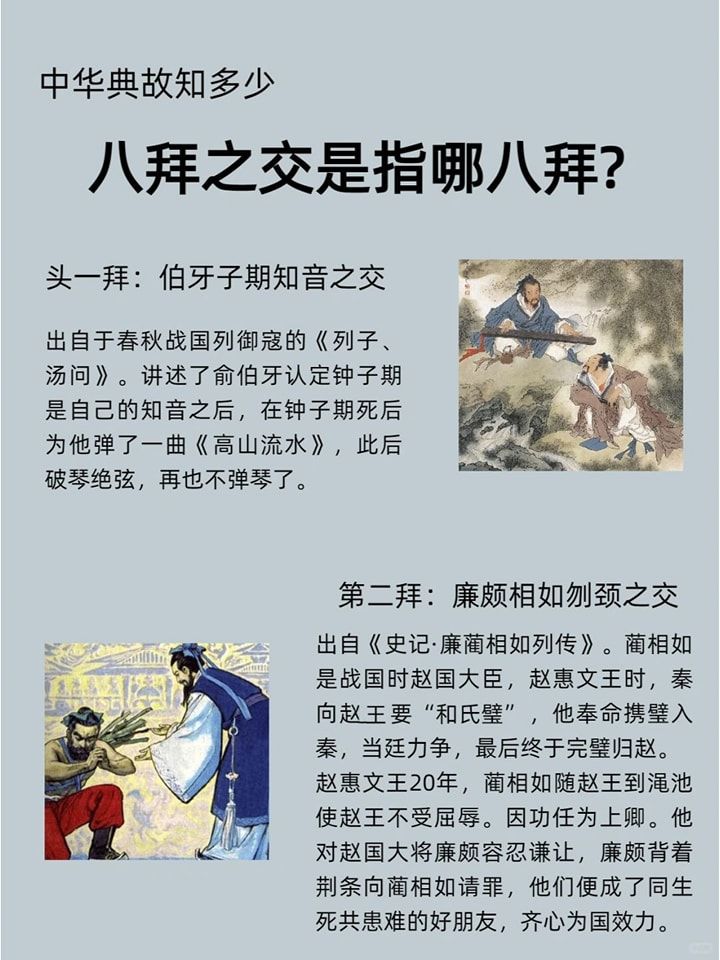 中华典故知多少
八拜之交是指哪八拜?
头一拜：伯牙子期知音之交
出自于春秋战国列御寇的《列子、
汤问》。讲述了俞伯牙认定钟子期
是自己的知音之后，在钟子期死后
为他弹了一曲《高山流水》，此后
破琴绝弦，再也不弹琴了。
第二拜：廉颇相如刎颈之交
出自《史记·廉蔺相如列传》。蔺相如
是战国时赵国大臣，赵惠文王时，秦
向赵王要“和氏璧”，他奉命携璧入
秦，当廷力争，最后终于完璧归赵。
赵惠文王20年，蔺相如随赵王到渑池
使赵王不受屈辱。因功任为上卿。他
对赵国大将廉颇容忍谦让，廉颇背着
荆条向蔺相如请罪，他们便成了同生
死共患难的好朋友，齐心为国效力。